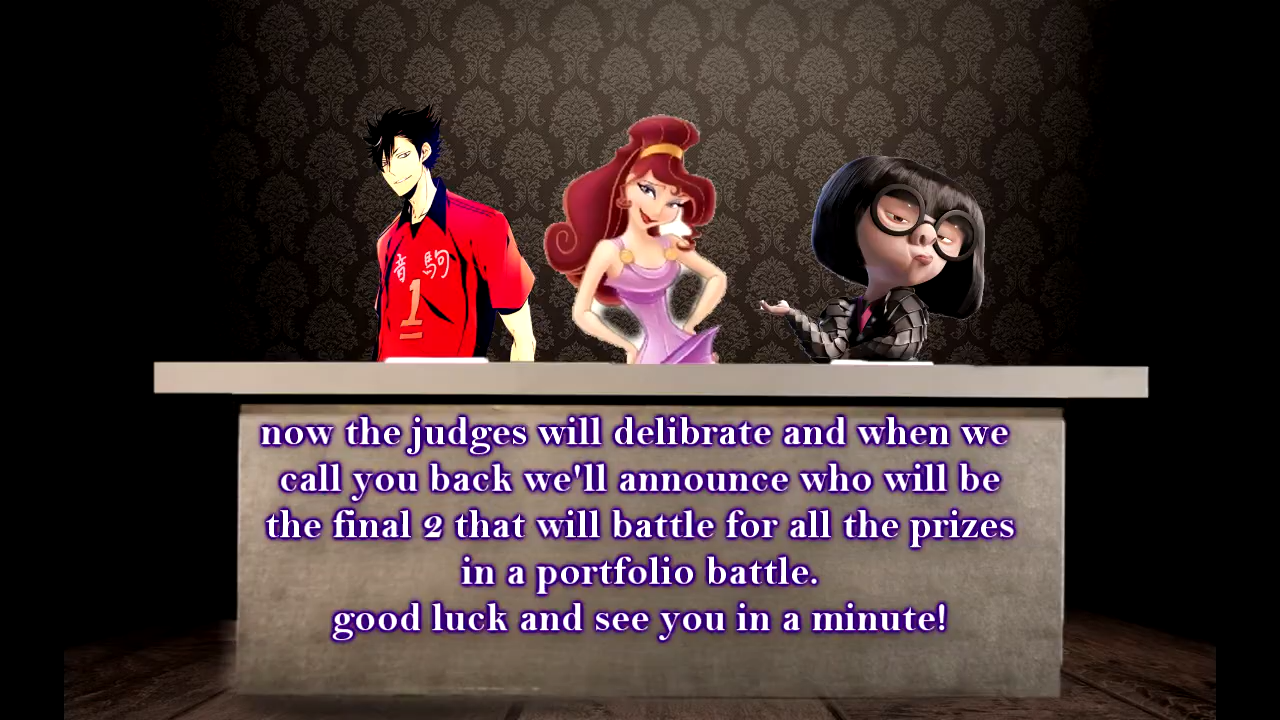 音駒
1
now the judges will delibrate and when we
call you back we'll announce who will be
the final 2 that will battle for all the prizes
in a portfolio battle.
good luck and see you in a minute!